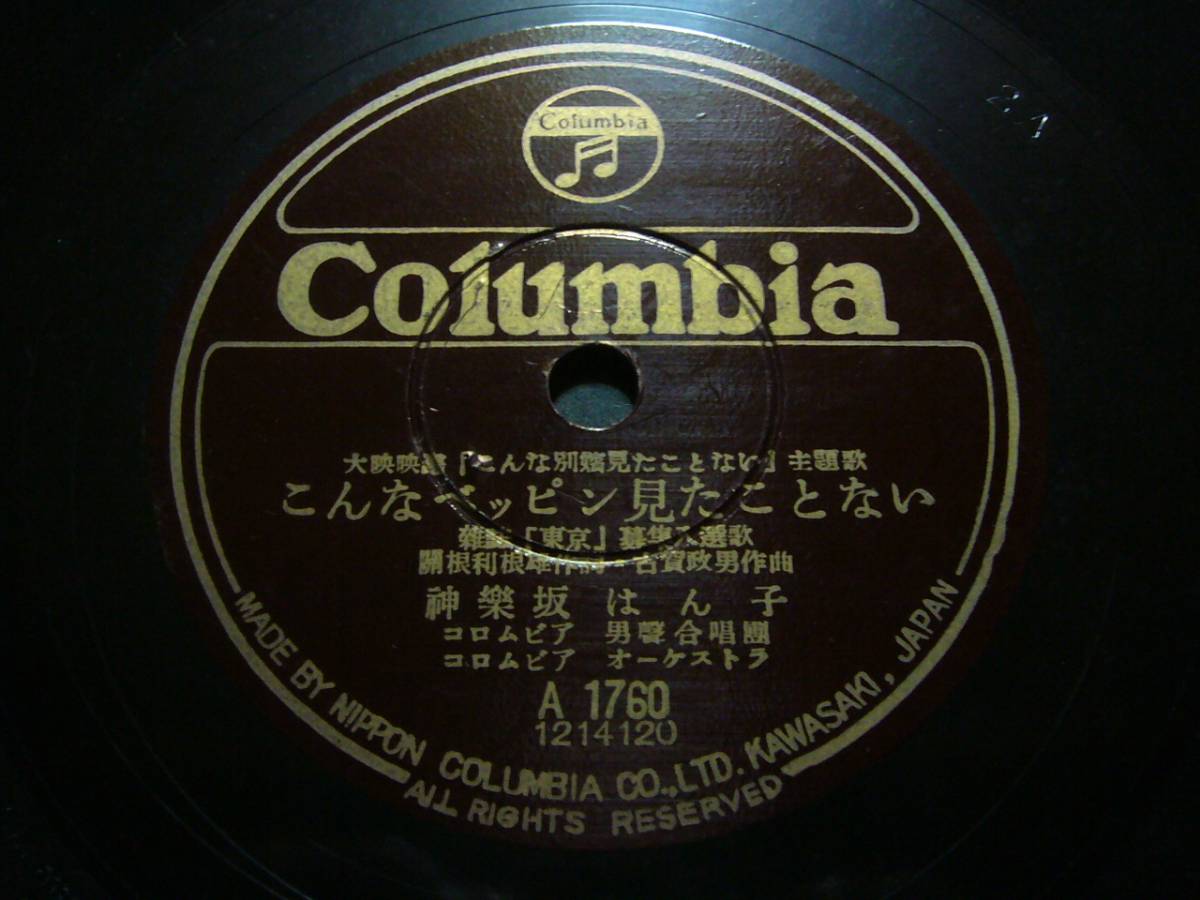 Columbia
Columbia
大映映画「こんな別嬪見たことない」主題歌
こんなベッピン見たことない
雑誌「東京」募集入選歌
關根利根雄作詞・古賀政男作曲
神樂坂 はん子
コロムビア 男聲合唱團
コロムビア オーケストラ
A 1760
1214120
MADE BY NIPPON COLUMBIA CO., LTD. KAWASAKI, JAPAN
ALL RIGHTS RESERVED